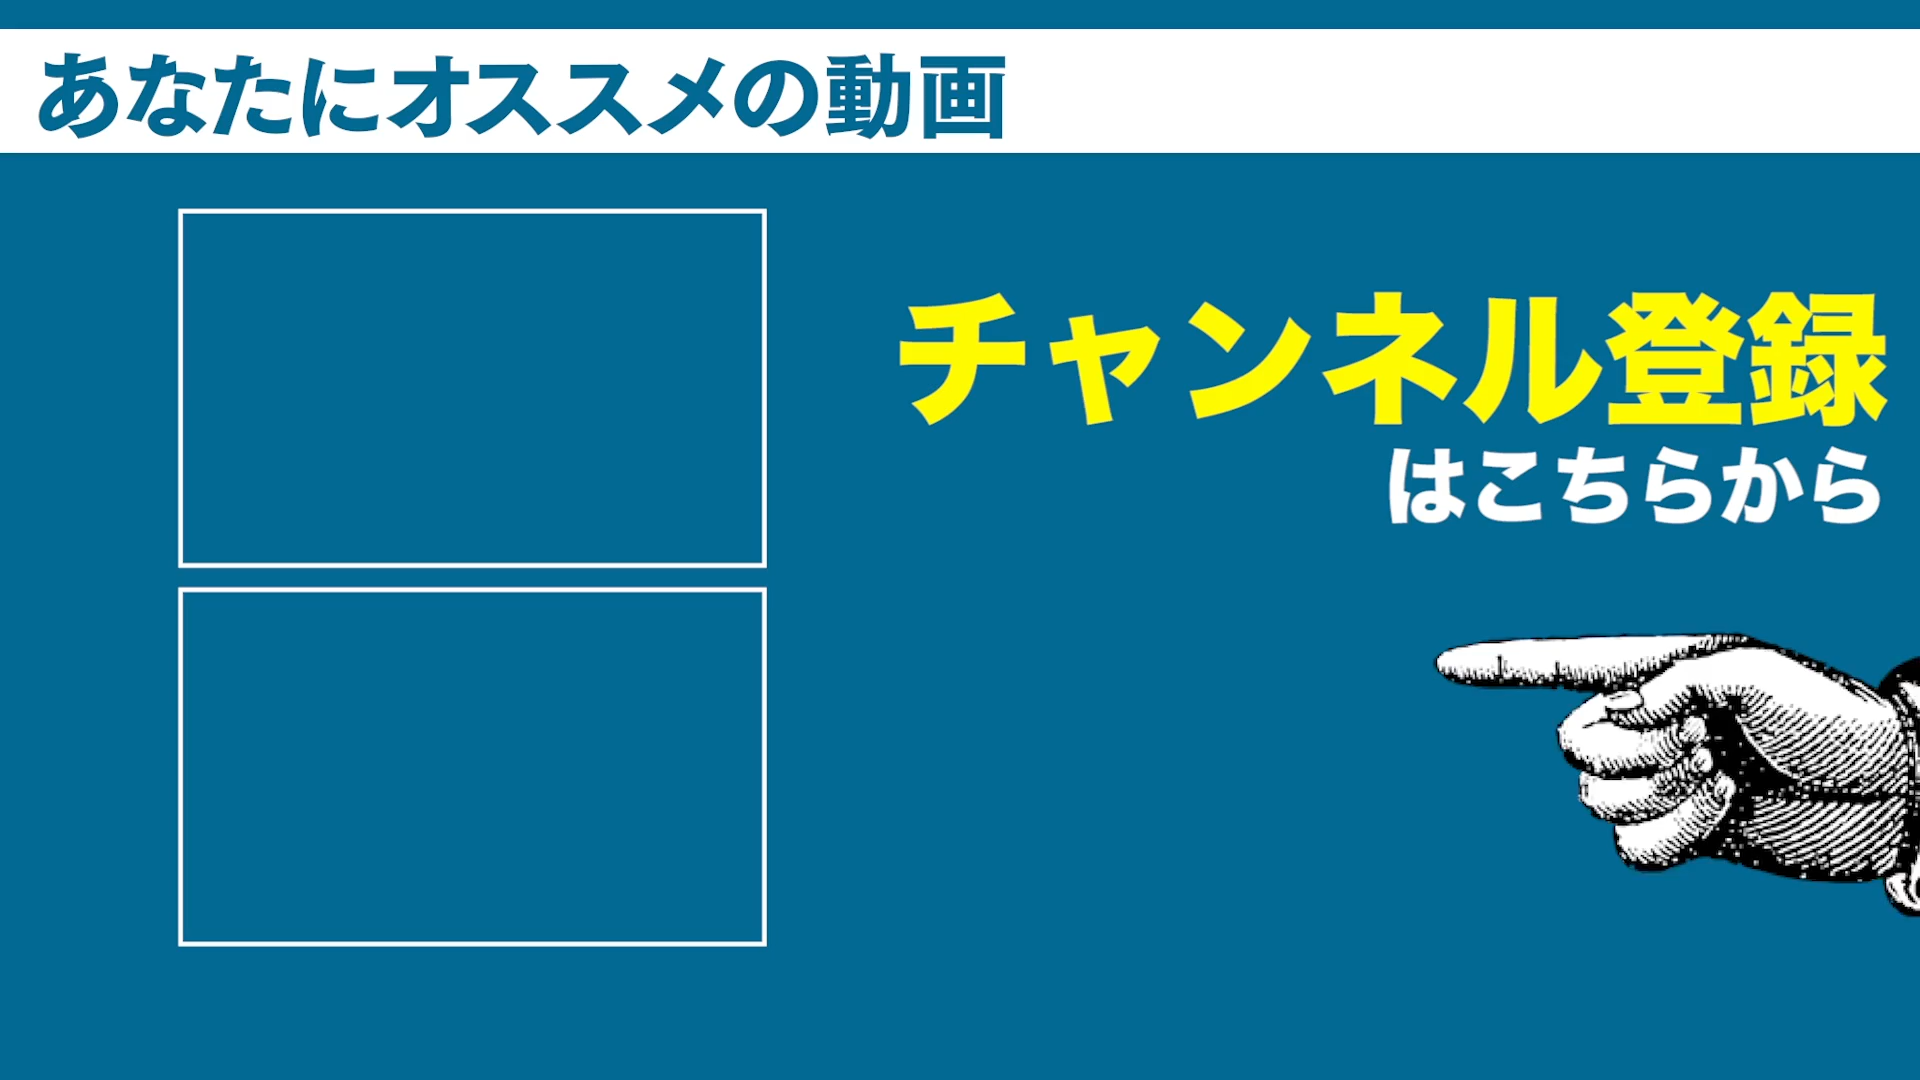 あなたにオススメの動画
チャンネル登録
はこちらから